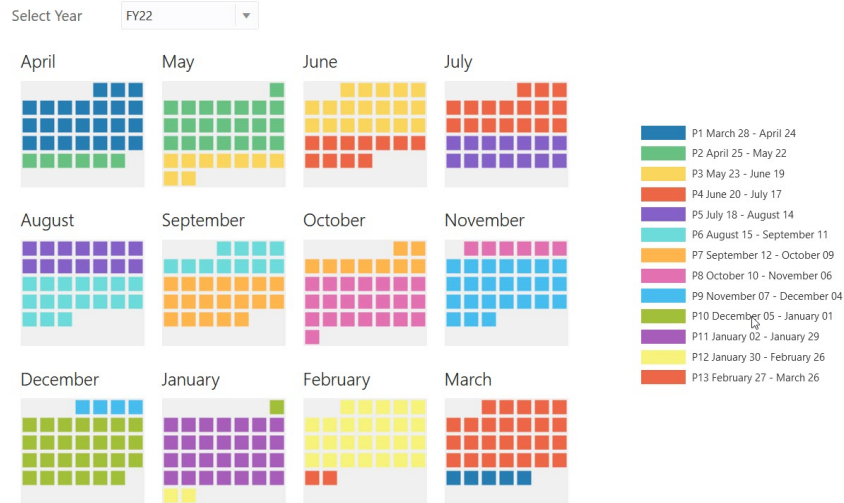 Select Year FY22
April May June July
August September October November
December January February March
P1 March 28 - April 24
P2 April 25 - May 22
P3 May 23 - June 19
P4 June 20 - July 17
P5 July 18 - August 14
P6 August 15 - September 11
P7 September 12 - October 09
P8 October 10 - November 06
P9 November 07 - December 04
P10 December 05 - January 01
P11 January 02 - January 29
P12 January 30 - February 26
P13 February 27 - March 26